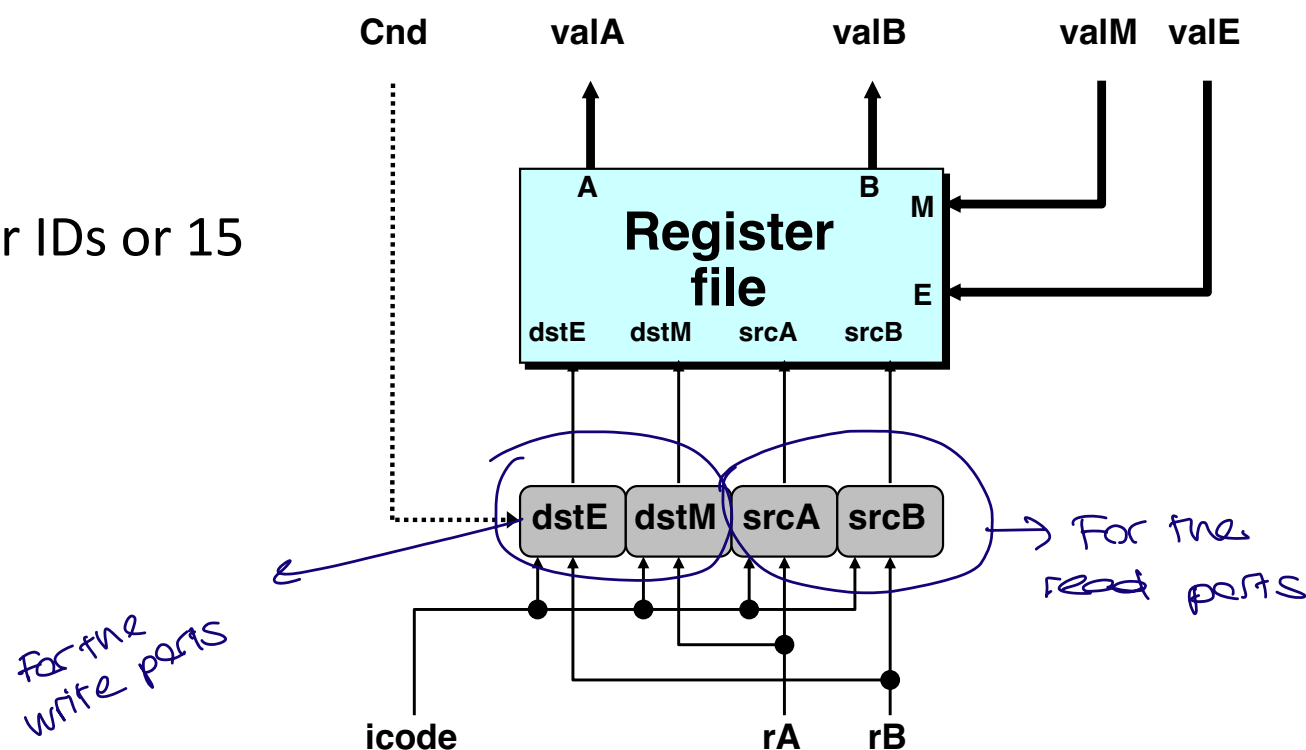 Cnd valA valB valM valE
A B
M
Register
file
E
dstE dstM srcA srcB
r IDs or 15
dstE dstM srcA srcB
For the
read ports
For the
write ports
icode rA rB